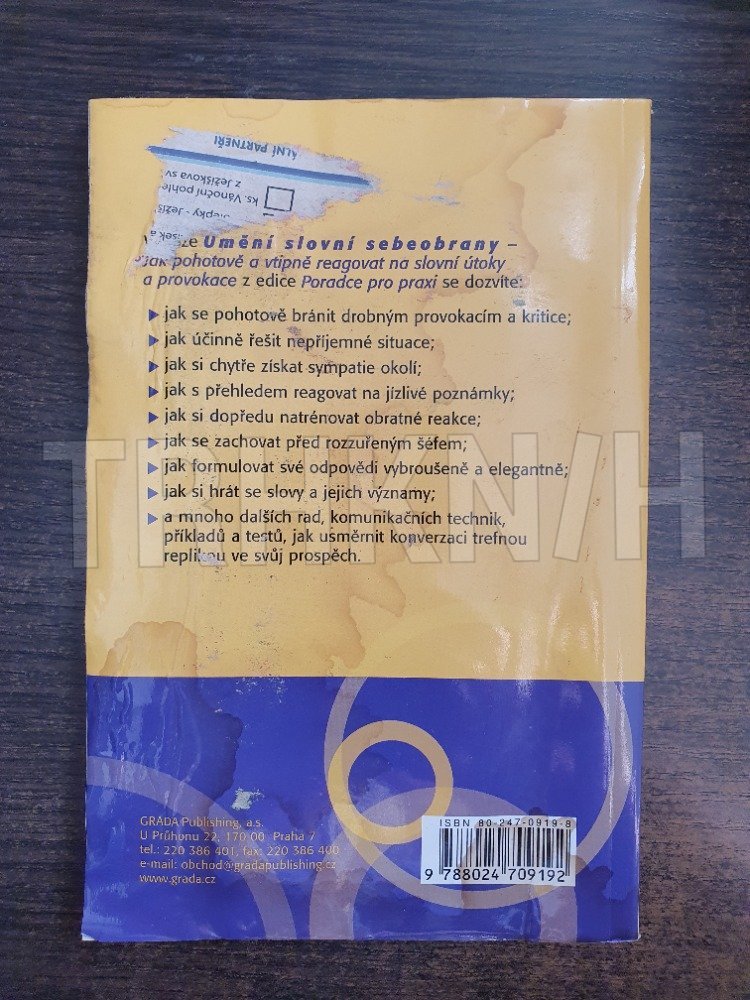 ÁLNÍ PARTNEŘI
z Ježíškova sv
ks. Vánoční pohle
Umění slovní sebeobrany –
jak pohotově a vtipně reagovat na slovní útoky
a provokace z edice Poradce pro praxi se dozvíte:
jak se pohotově bránit drobným provokacím a kritice;
jak účinně řešit nepříjemné situace;
jak si chytře získat sympatie okolí;
jak s přehledem reagovat na jízlivé poznámky;
jak si dopředu natrénovat obratné reakce;
jak se zachovat před rozzuřeným šéfem;
jak formulovat své odpovědi vybroušeně a elegantně;
jak si hrát se slovy a jejich významy;
a mnoho dalších rad, komunikačních technik,
příkladů a testů, jak usměrnit konverzaci trefnou
replikou ve svůj prospěch.
TRHKNIH
GRADA Publishing, a.s.
U Průhonu 22, 170 00 Praha 7
tel.: 220 386 401, fax: 220 386 400
e-mail: obchod@gradapublishing.cz
www.grada.cz
ISBN 80-247-0919-8
9 788024 709192